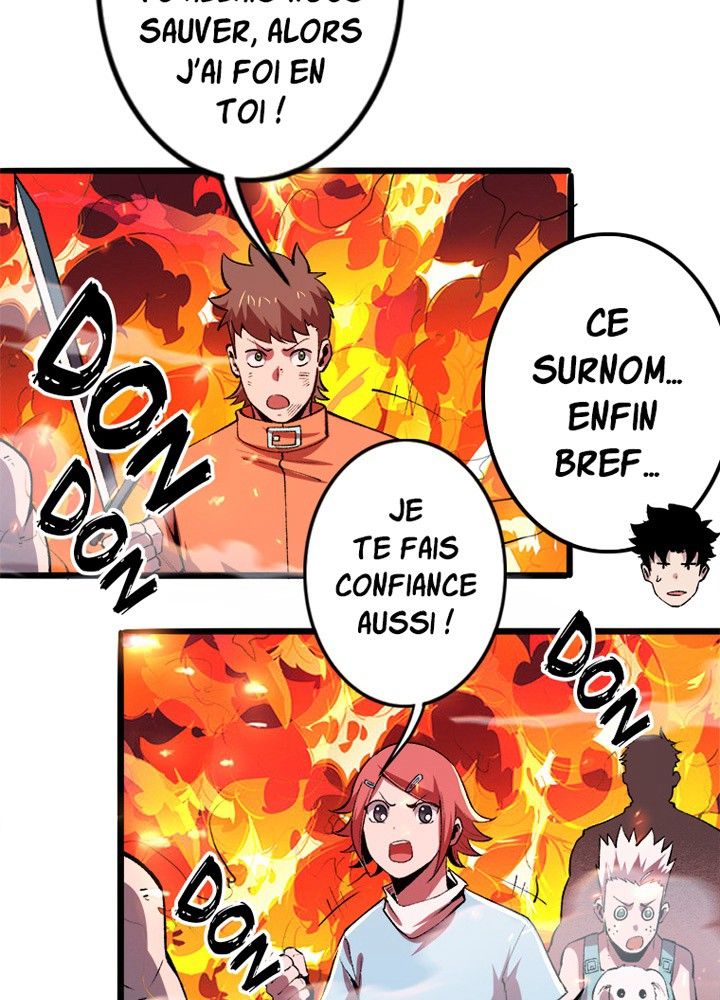 SAUVER, ALORS
J'AI FOI EN
TOI !
CE
SURNOM...
ENFIN
BREF...
DON
DON
JE
TE FAIS
CONFIANCE
AUSSI !
DON
DON